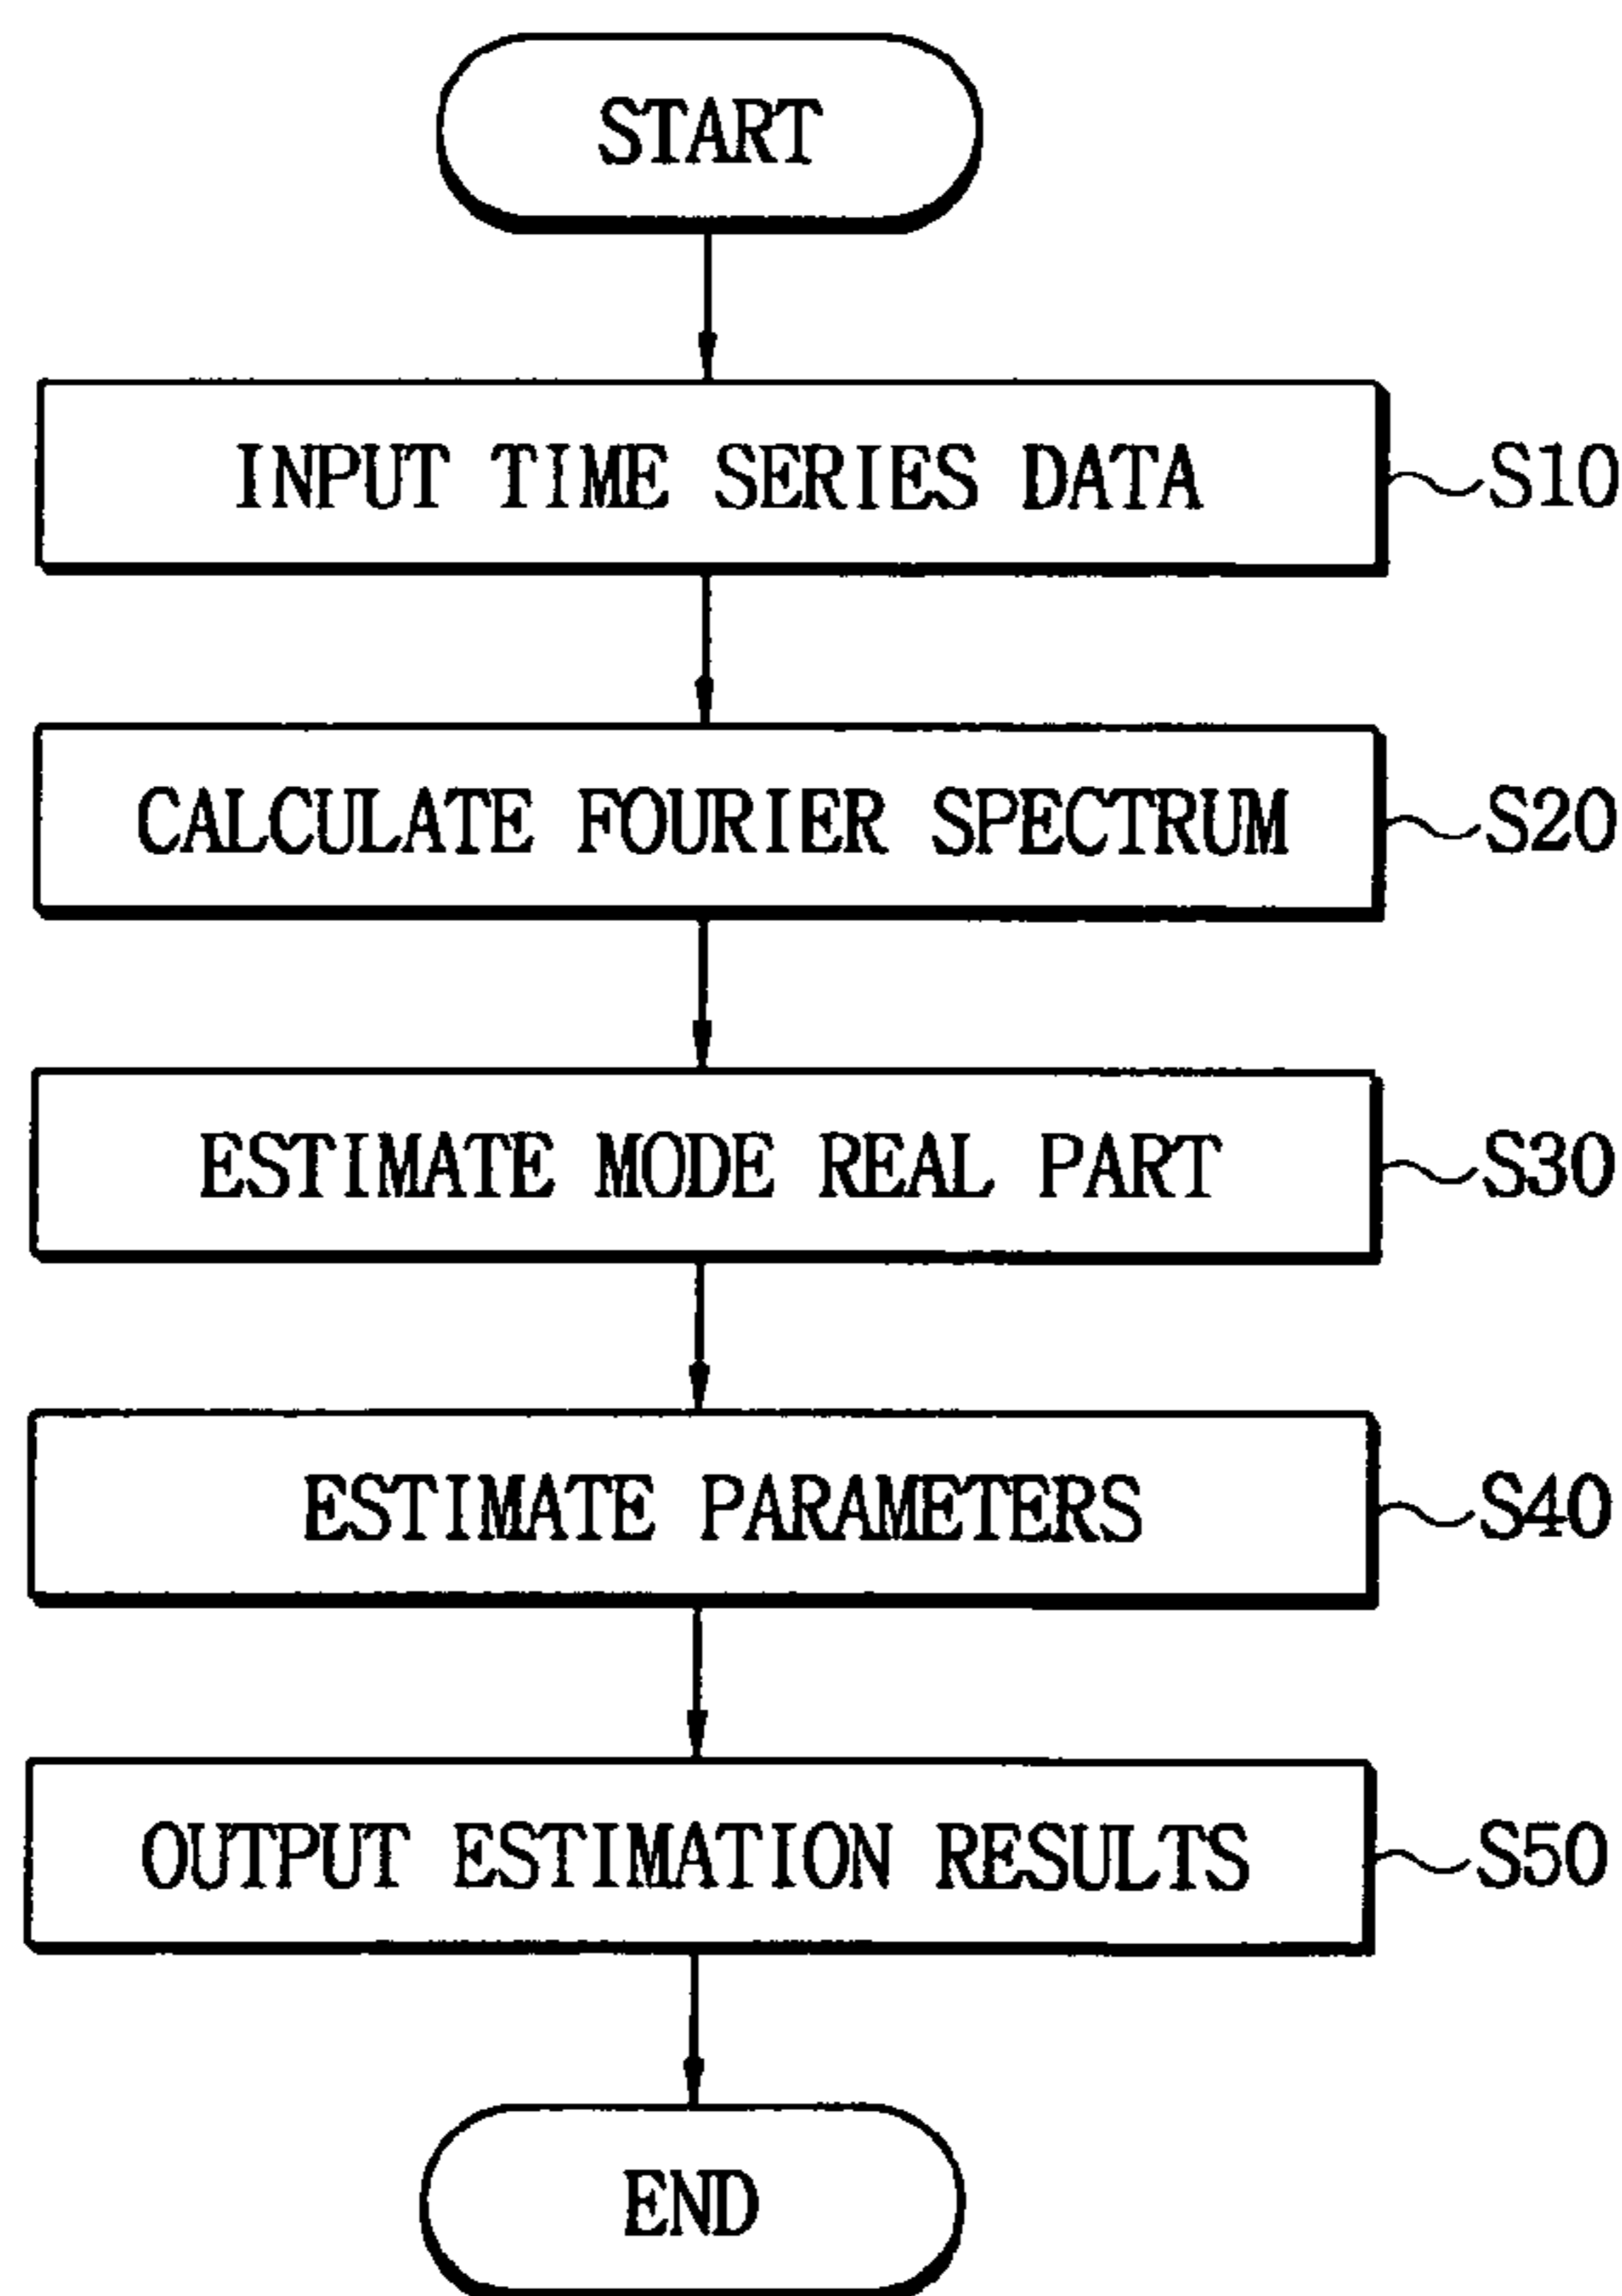 START
INPUT TIME SERIES DATA S10
CALCULATE FOURIER SPECTRUM S20
ESTIMATE MODE REAL PART S30
ESTIMATE PARAMETERS S40
OUTPUT ESTIMATION RESULTS S50
END